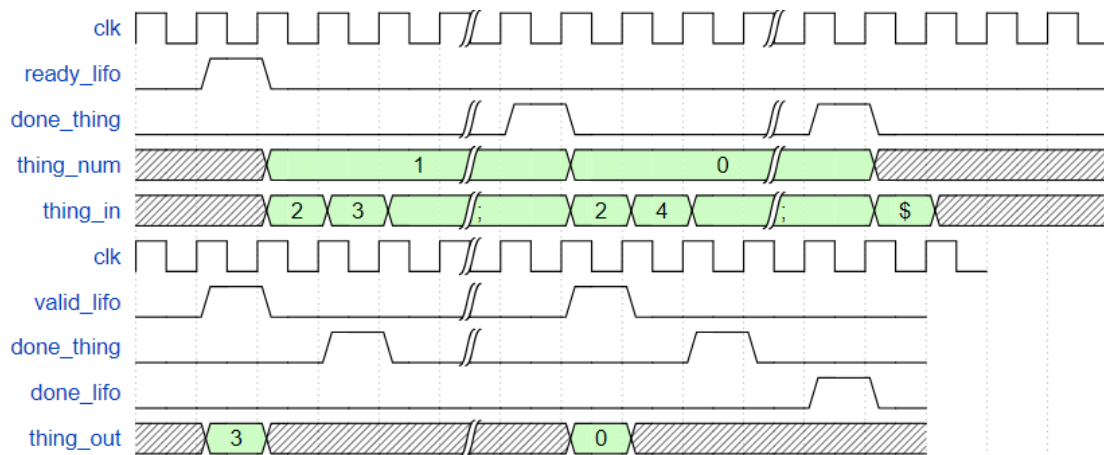 clk
ready_lifo
done_thing
thing_num 1 0
thing_in 2 3 ; 2 4 ; $
clk
valid_lifo
done_thing
done_lifo
thing_out 3 0